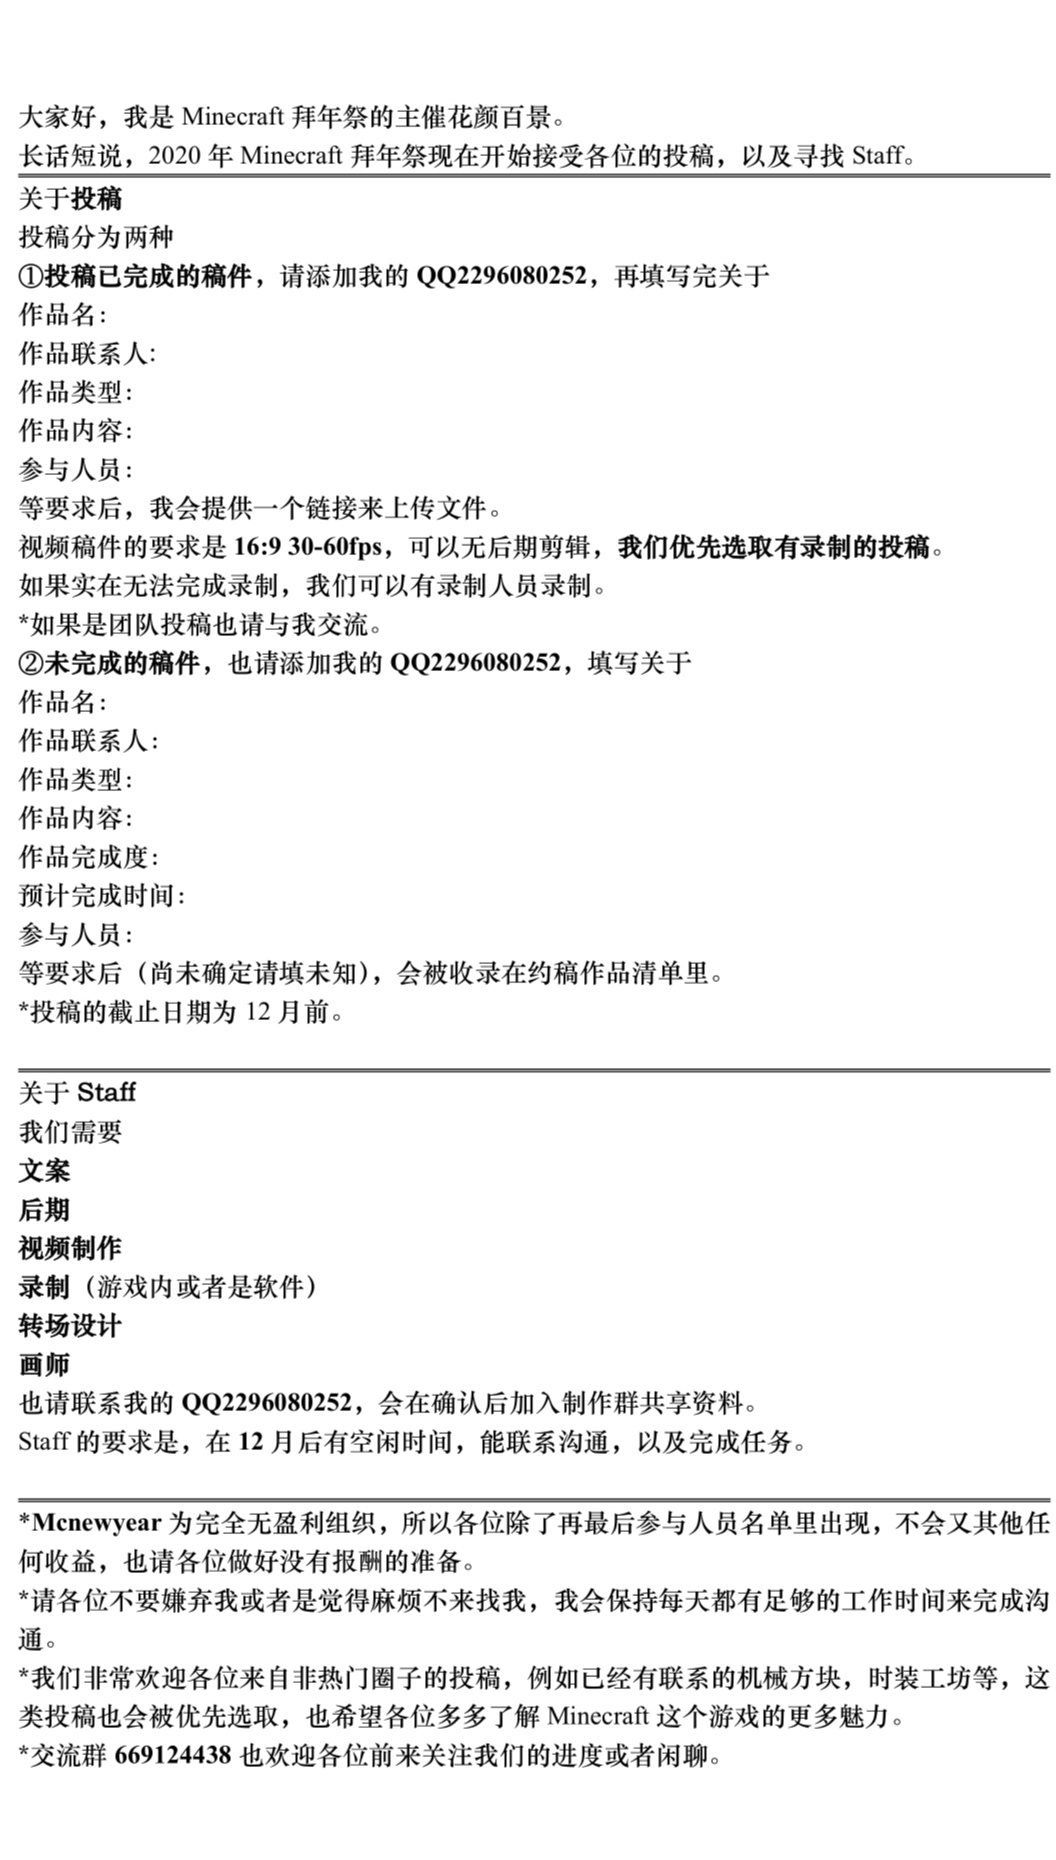 大家好，我是 Minecraft 拜年祭的主催花颜百景。
长话短说，2020 年 Minecraft 拜年祭现在开始接受各位的投稿，以及寻找 Staff。
关于投稿
投稿分为两种
①投稿已完成的稿件，请添加我的 QQ2296080252，再填写完关于
作品名：
作品联系人:
作品类型：
作品内容：
参与人员：
等要求后，我会提供一个链接来上传文件。
视频稿件的要求是 16:9 30-60fps，可以无后期剪辑，我们优先选取有录制的投稿。
如果实在无法完成录制，我们可以有录制人员录制。
*如果是团队投稿也请与我交流。
②未完成的稿件，也请添加我的 QQ2296080252，填写关于
作品名：
作品联系人：
作品类型：
作品内容：
作品完成度：
预计完成时间：
参与人员：
等要求后（尚未确定请填未知），会被收录在约稿作品清单里。
*投稿的截止日期为 12 月前。
关于 Staff
我们需要
文案
后期
视频制作
录制（游戏内或者是软件）
转场设计
画师
也请联系我的 QQ2296080252，会在确认后加入制作群共享资料。
Staff 的要求是，在 12 月后有空闲时间，能联系沟通，以及完成任务。
*Mcnewyear 为完全无盈利组织，所以各位除了再最后参与人员名单里出现，不会又其他任
何收益，也请各位做好没有报酬的准备。
*请各位不要嫌弃我或者是觉得麻烦不来找我，我会保持每天都有足够的工作时间来完成沟
通。
*我们非常欢迎各位来自非热门圈子的投稿，例如已经有联系的机械方块，时装工坊等，这
类投稿也会被优先选取，也希望各位多多了解 Minecraft 这个游戏的更多魅力。
*交流群 669124438 也欢迎各位前来关注我们的进度或者闲聊。